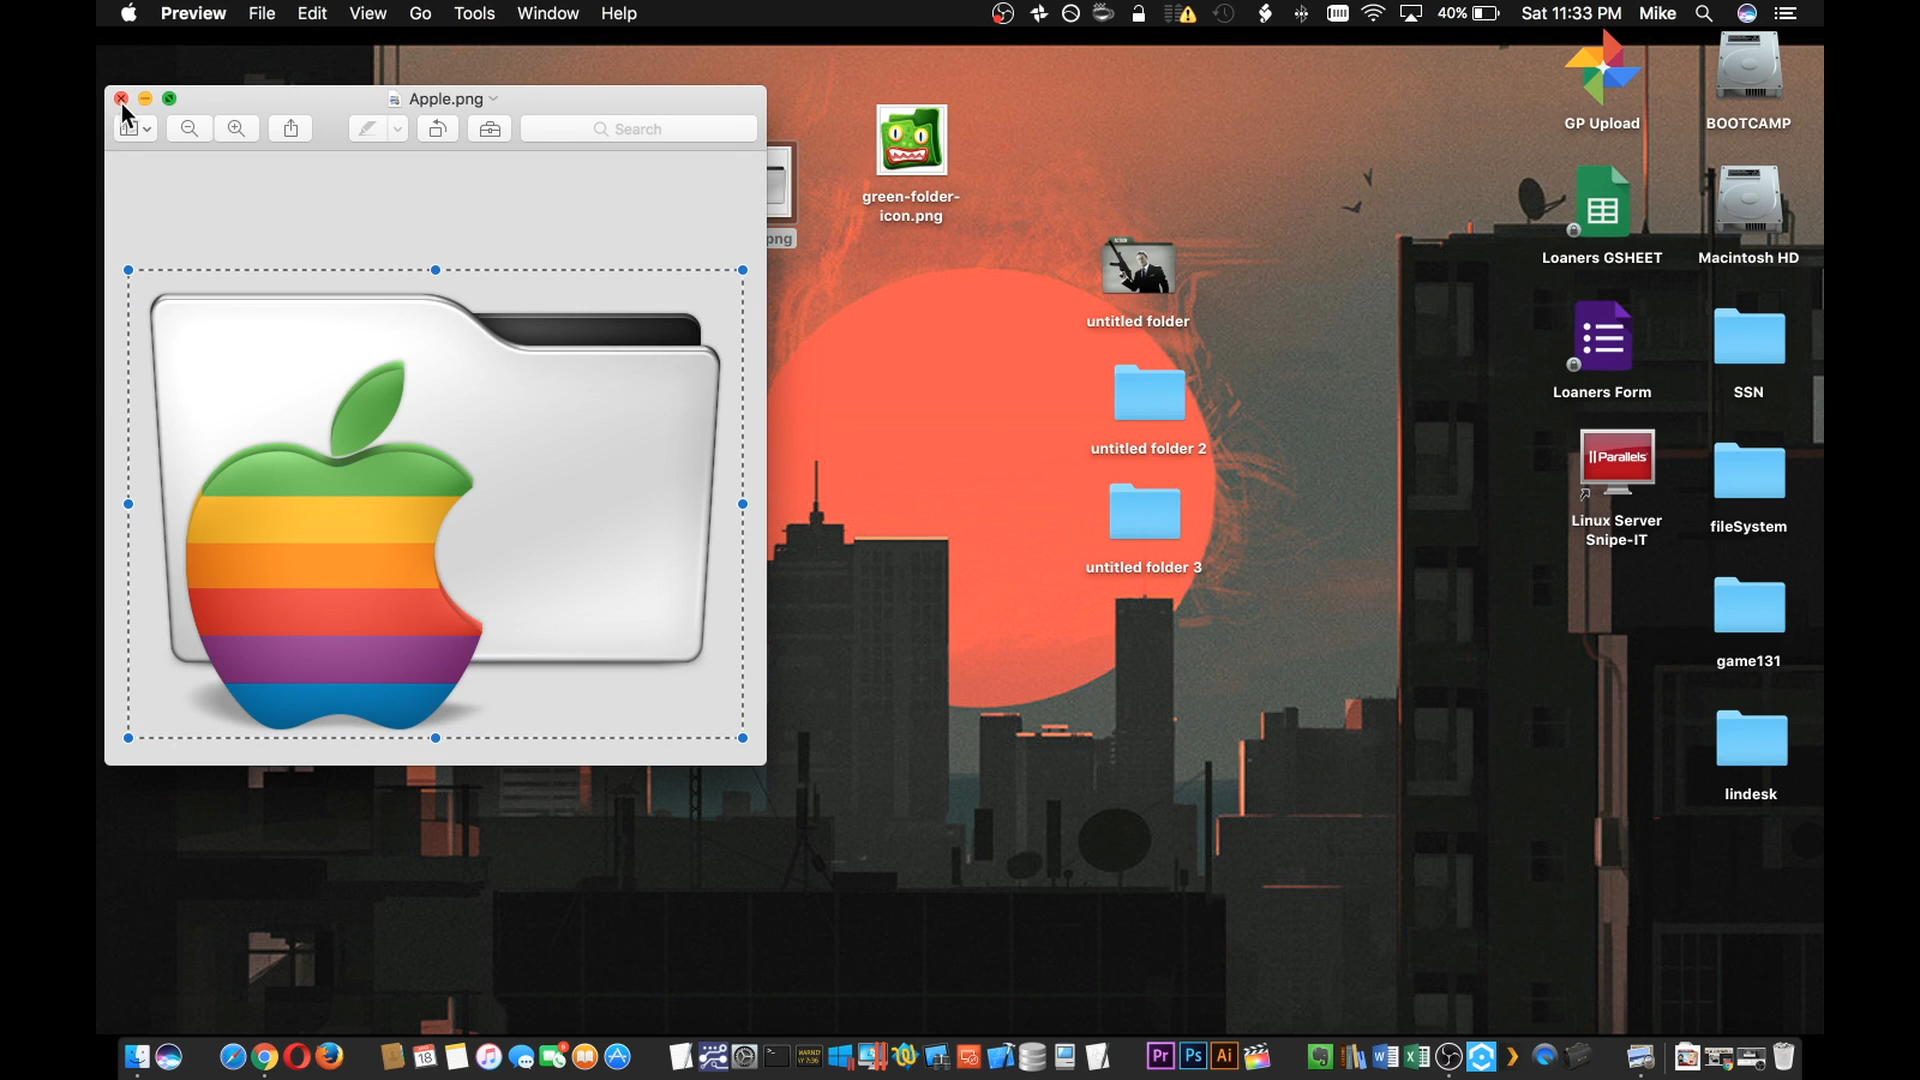 Preview File Edit View Go Tools Window Help
40% Sat 11:33 PM Mike
Apple.png
Search
png
green-folder-
icon.png
untitled folder
untitled folder 2
untitled folder 3
GP Upload
BOOTCAMP
Loaners GSHEET
Macintosh HD
Loaners Form
SSN
Parallels
Linux Server
Snipe-IT
fileSystem
game131
lindesk
18
Pr
Ps
Ai